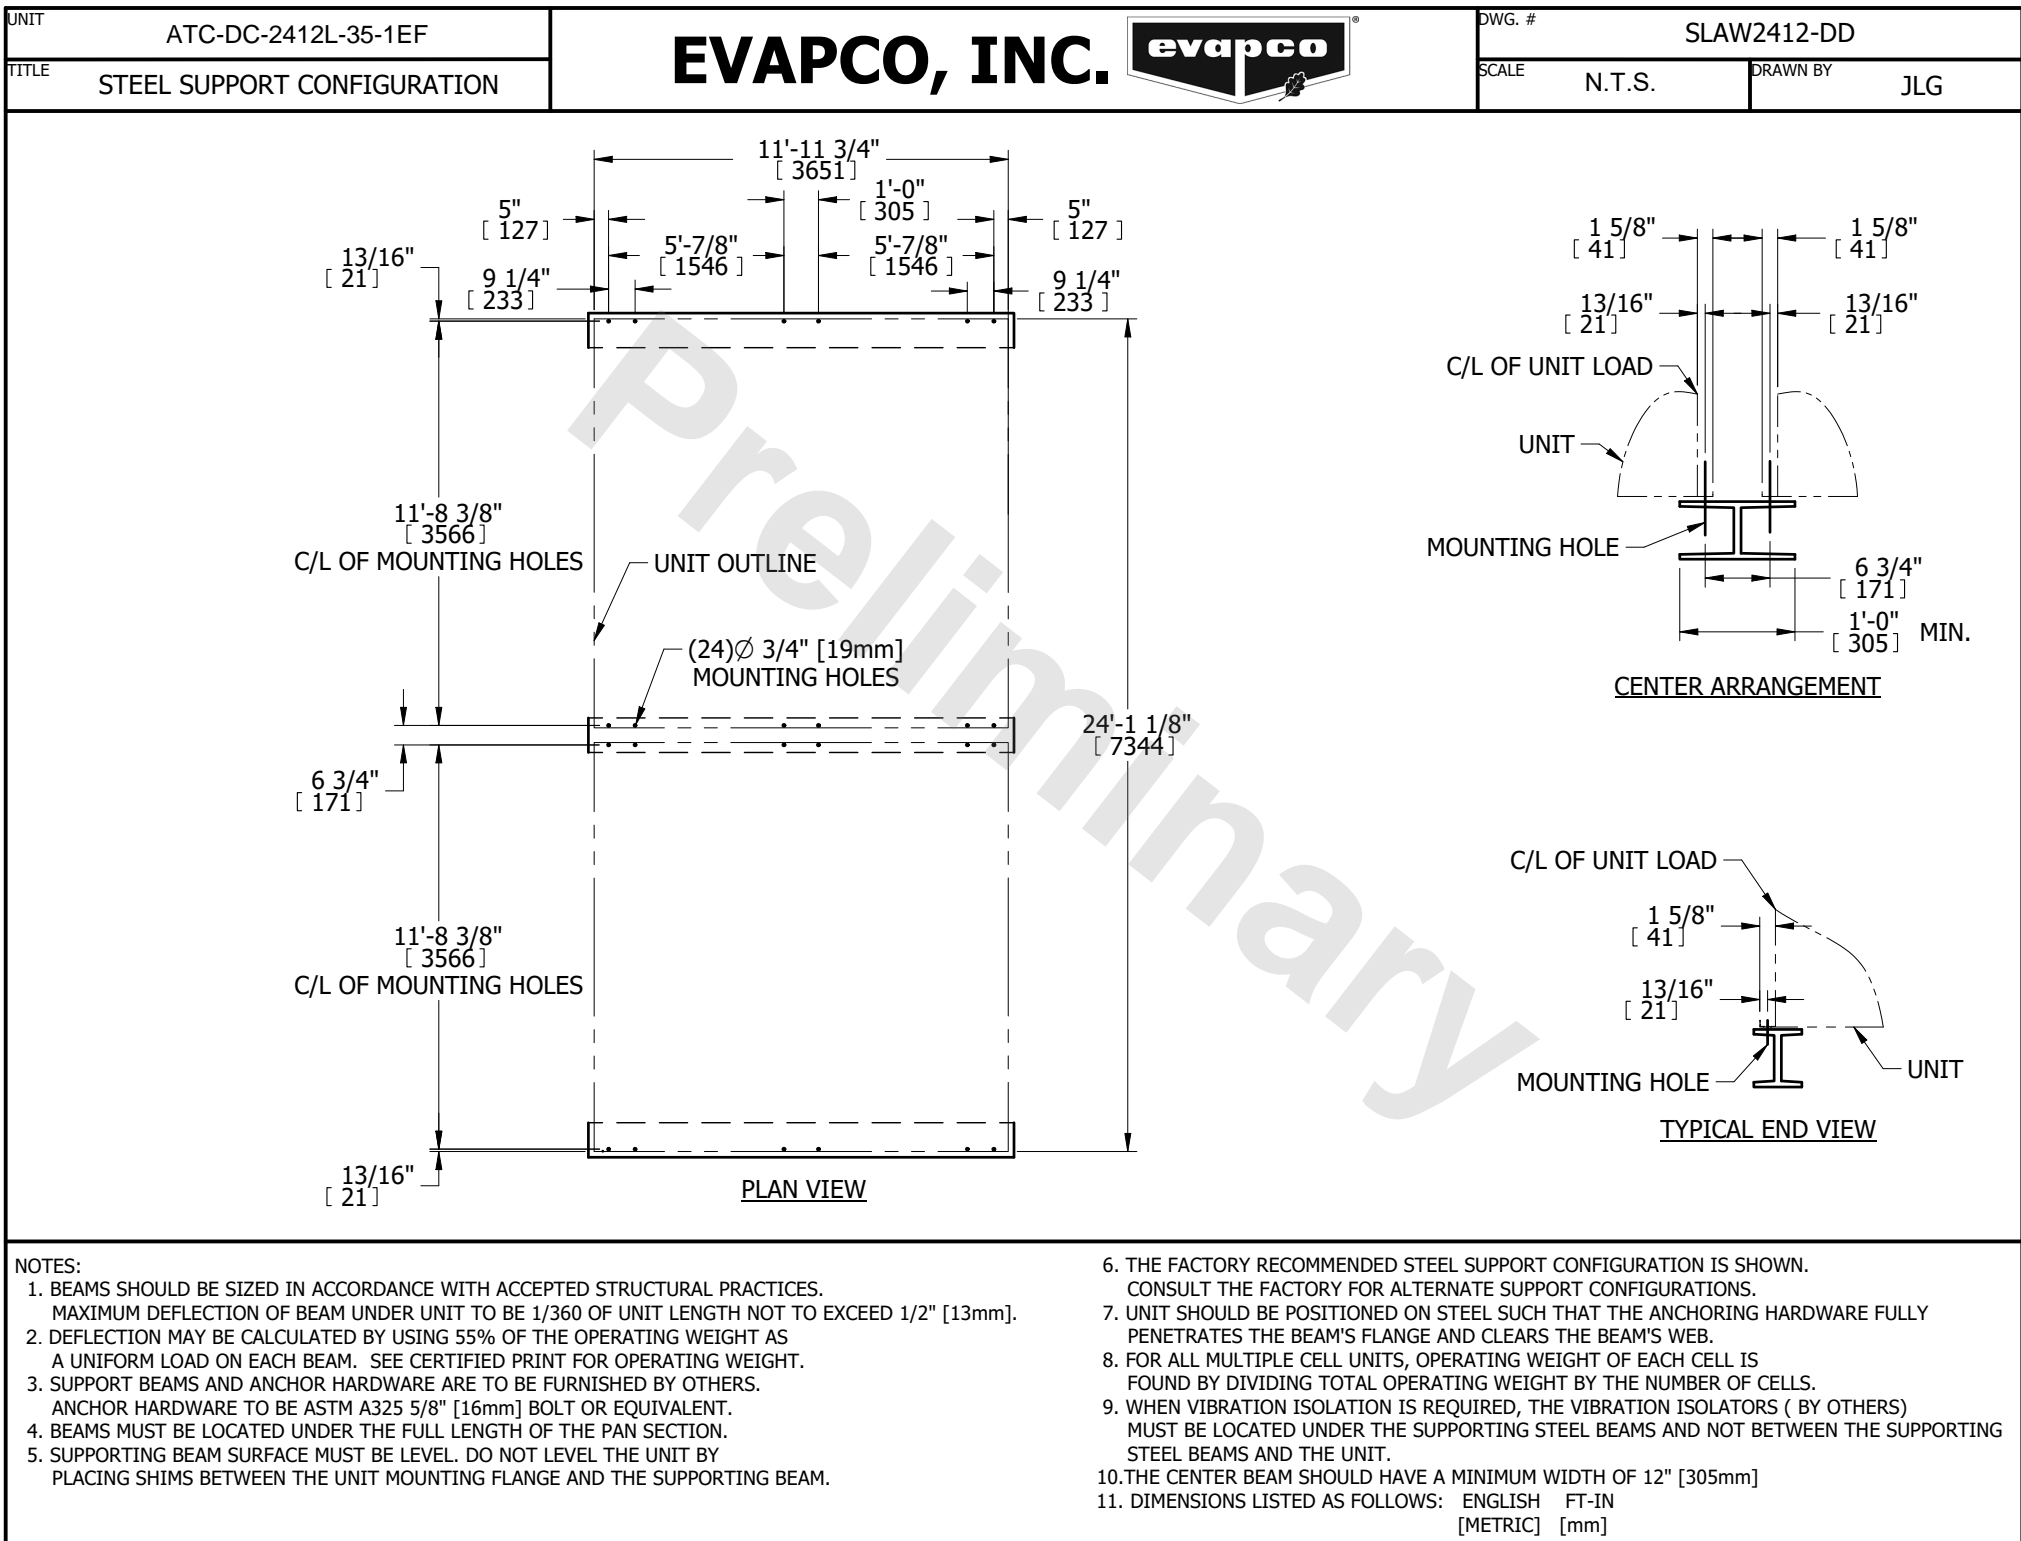 UNIT
ATC-DC-2412L-35-1EF
TITLE
STEEL SUPPORT CONFIGURATION
EVAPCO, INC.
evapco
®
DWG. #
SLAW2412-DD
SCALE
N.T.S.
DRAWN BY
JLG
11'-11 3/4"
[ 3651]
1'-0"
[ 305 ]
5"
[ 127]
5"
[ 127 ]
5'-7/8"
[ 1546 ]
5'-7/8"
[ 1546 ]
13/16"
[ 21]
9 1/4"
[ 233]
9 1/4"
[ 233 ]
11'-8 3/8"
[ 3566]
C/L OF MOUNTING HOLES
UNIT OUTLINE
(24)∅ 3/4" [19mm]
MOUNTING HOLES
24'-1 1/8"
[ 7344]
6 3/4"
[ 171]
11'-8 3/8"
[ 3566]
C/L OF MOUNTING HOLES
13/16"
[ 21]
PLAN VIEW
Preliminary
1 5/8"
[ 41]
1 5/8"
[ 41]
13/16"
[ 21]
13/16"
[ 21]
C/L OF UNIT LOAD
UNIT
MOUNTING HOLE
6 3/4"
[ 171]
1'-0"
[ 305] MIN.
CENTER ARRANGEMENT
C/L OF UNIT LOAD
1 5/8"
[ 41]
13/16"
[ 21]
MOUNTING HOLE
UNIT
TYPICAL END VIEW
NOTES:
1. BEAMS SHOULD BE SIZED IN ACCORDANCE WITH ACCEPTED STRUCTURAL PRACTICES.
MAXIMUM DEFLECTION OF BEAM UNDER UNIT TO BE 1/360 OF UNIT LENGTH NOT TO EXCEED 1/2" [13mm].
2. DEFLECTION MAY BE CALCULATED BY USING 55% OF THE OPERATING WEIGHT AS
A UNIFORM LOAD ON EACH BEAM. SEE CERTIFIED PRINT FOR OPERATING WEIGHT.
3. SUPPORT BEAMS AND ANCHOR HARDWARE ARE TO BE FURNISHED BY OTHERS.
ANCHOR HARDWARE TO BE ASTM A325 5/8" [16mm] BOLT OR EQUIVALENT.
4. BEAMS MUST BE LOCATED UNDER THE FULL LENGTH OF THE PAN SECTION.
5. SUPPORTING BEAM SURFACE MUST BE LEVEL. DO NOT LEVEL THE UNIT BY
PLACING SHIMS BETWEEN THE UNIT MOUNTING FLANGE AND THE SUPPORTING BEAM.
6. THE FACTORY RECOMMENDED STEEL SUPPORT CONFIGURATION IS SHOWN.
CONSULT THE FACTORY FOR ALTERNATE SUPPORT CONFIGURATIONS.
7. UNIT SHOULD BE POSITIONED ON STEEL SUCH THAT THE ANCHORING HARDWARE FULLY
PENETRATES THE BEAM'S FLANGE AND CLEARS THE BEAM'S WEB.
8. FOR ALL MULTIPLE CELL UNITS, OPERATING WEIGHT OF EACH CELL IS
FOUND BY DIVIDING TOTAL OPERATING WEIGHT BY THE NUMBER OF CELLS.
9. WHEN VIBRATION ISOLATION IS REQUIRED, THE VIBRATION ISOLATORS ( BY OTHERS)
MUST BE LOCATED UNDER THE SUPPORTING STEEL BEAMS AND NOT BETWEEN THE SUPPORTING
STEEL BEAMS AND THE UNIT.
10.THE CENTER BEAM SHOULD HAVE A MINIMUM WIDTH OF 12" [305mm]
11. DIMENSIONS LISTED AS FOLLOWS: ENGLISH FT-IN
[METRIC] [mm]